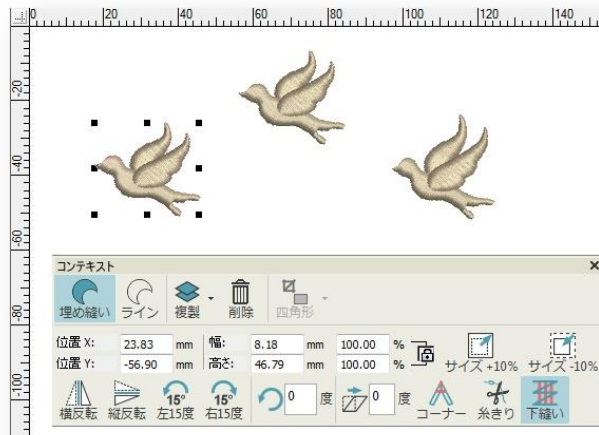 0 20 40 60 80 100 120 140
-20
-40
-60
-80
-100
コンテキスト ×
埋め縫い ライン 複製 削除 四角形
位置 X: 23.83 mm 幅: 8.18 mm 100.00 %
位置 Y: -56.90 mm 高さ: 46.79 mm 100.00 %
サイズ +10% サイズ -10%
15° 15° 0 度 0 度
横反転 縦反転 左15度 右15度 コーナー 糸きり 下縫い